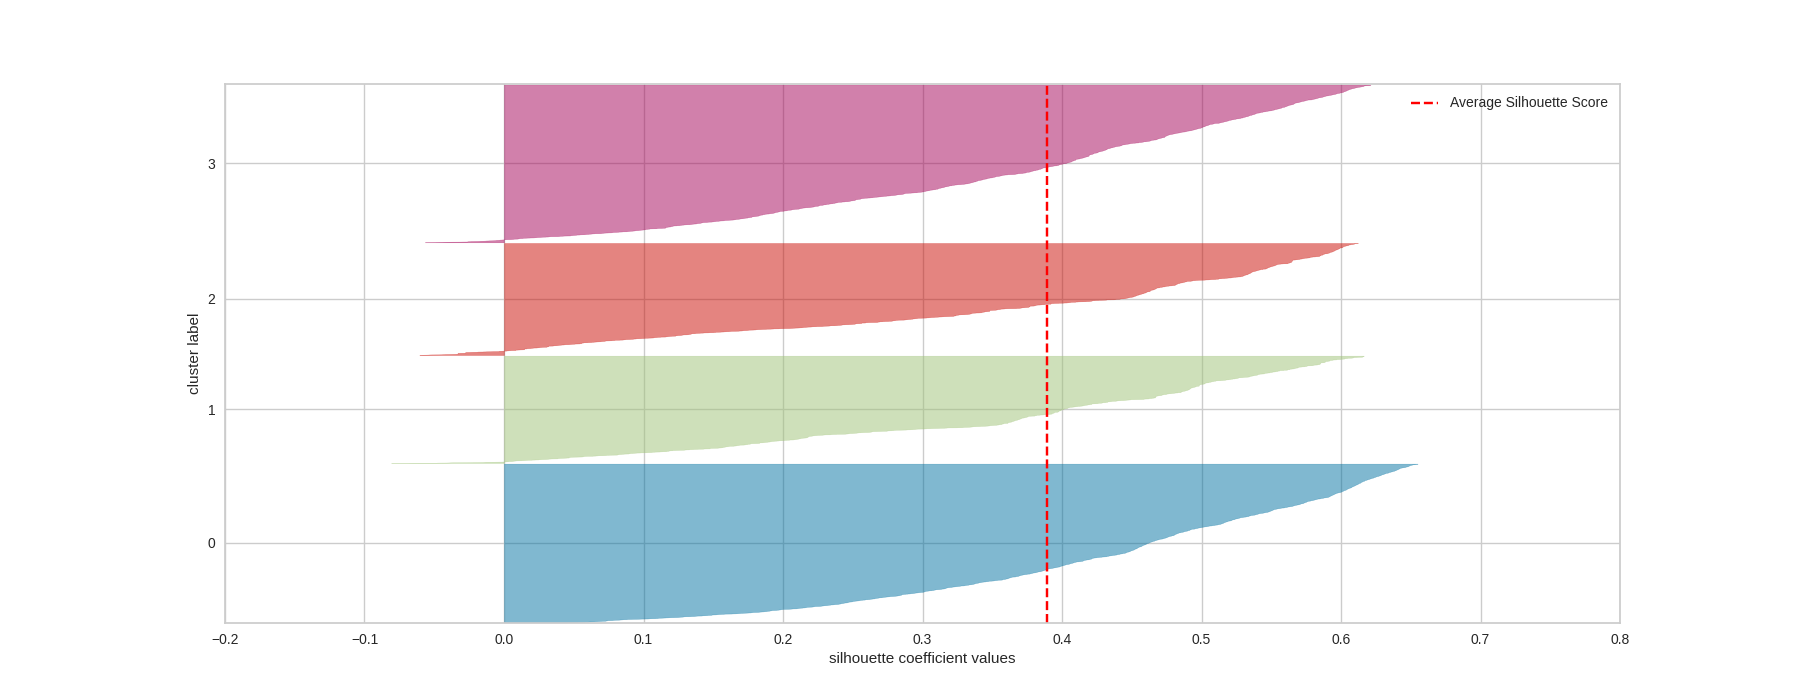 Average Silhouette Score
3
2
1
0
cluster label
−0.2 −0.1 0.0 0.1 0.2 0.3 0.4 0.5 0.6 0.7 0.8
silhouette coefficient values